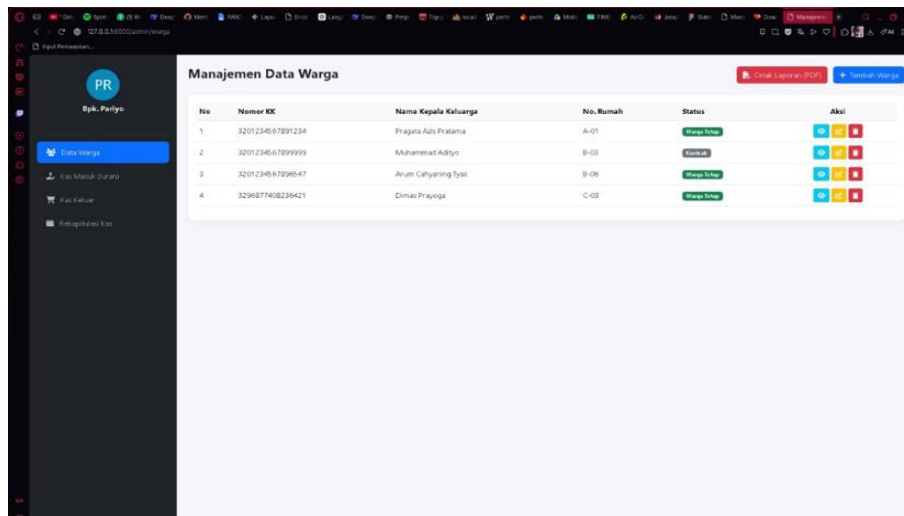 127.0.0.1:8000/admin/warga
PR
Bpk. Pariyo
Data Warga
Kas Masuk (Iuran)
Kas Keluar
Rekapitulasi Kas
Manajemen Data Warga
Cetak Laporan (PDF)
+ Tambah Warga
No Nomor KK Nama Kepala Keluarga No. Rumah Status Aksi
1 3201234567891234 Pragata Azis Pratama A-01 Warga Tetap
2 3201234567899999 Muhammad Adityo B-03 Kontrak
3 3201234567896547 Arum Cahyaning Tyas B-06 Warga Tetap
4 3296877408236421 Dimas Prayoga C-03 Warga Tetap